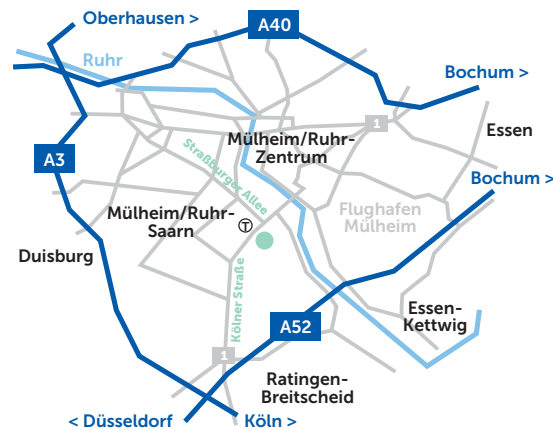 Oberhausen >
A40
Ruhr
Bochum >
1
Essen
Mülheim/Ruhr-
Zentrum
A3
Straßburger Allee
Bochum >
Mülheim/Ruhr-
Saarn
Flughafen
Mülheim
T
Duisburg
Kölner Straße
A52
Essen-
Kettwig
1
Ratingen-
Breitscheid
< Düsseldorf
Köln >